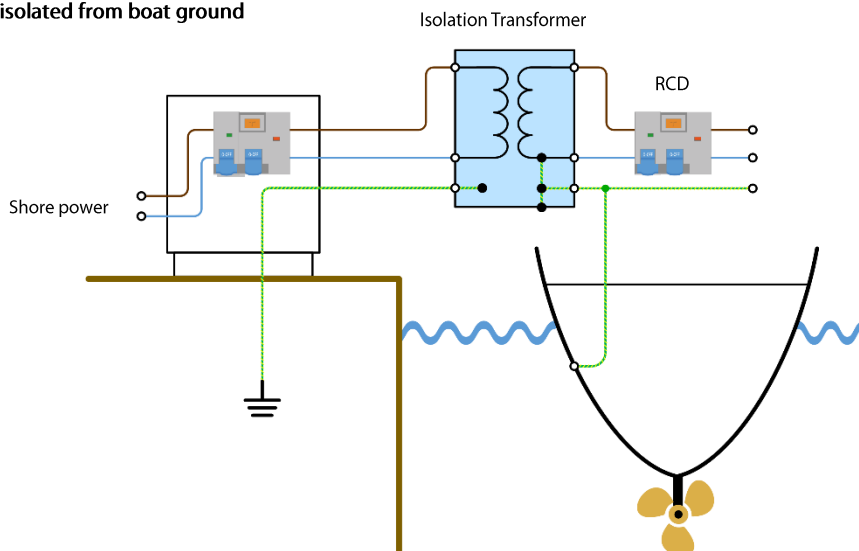 isolated from boat ground
Isolation Transformer
RCD
Shore power